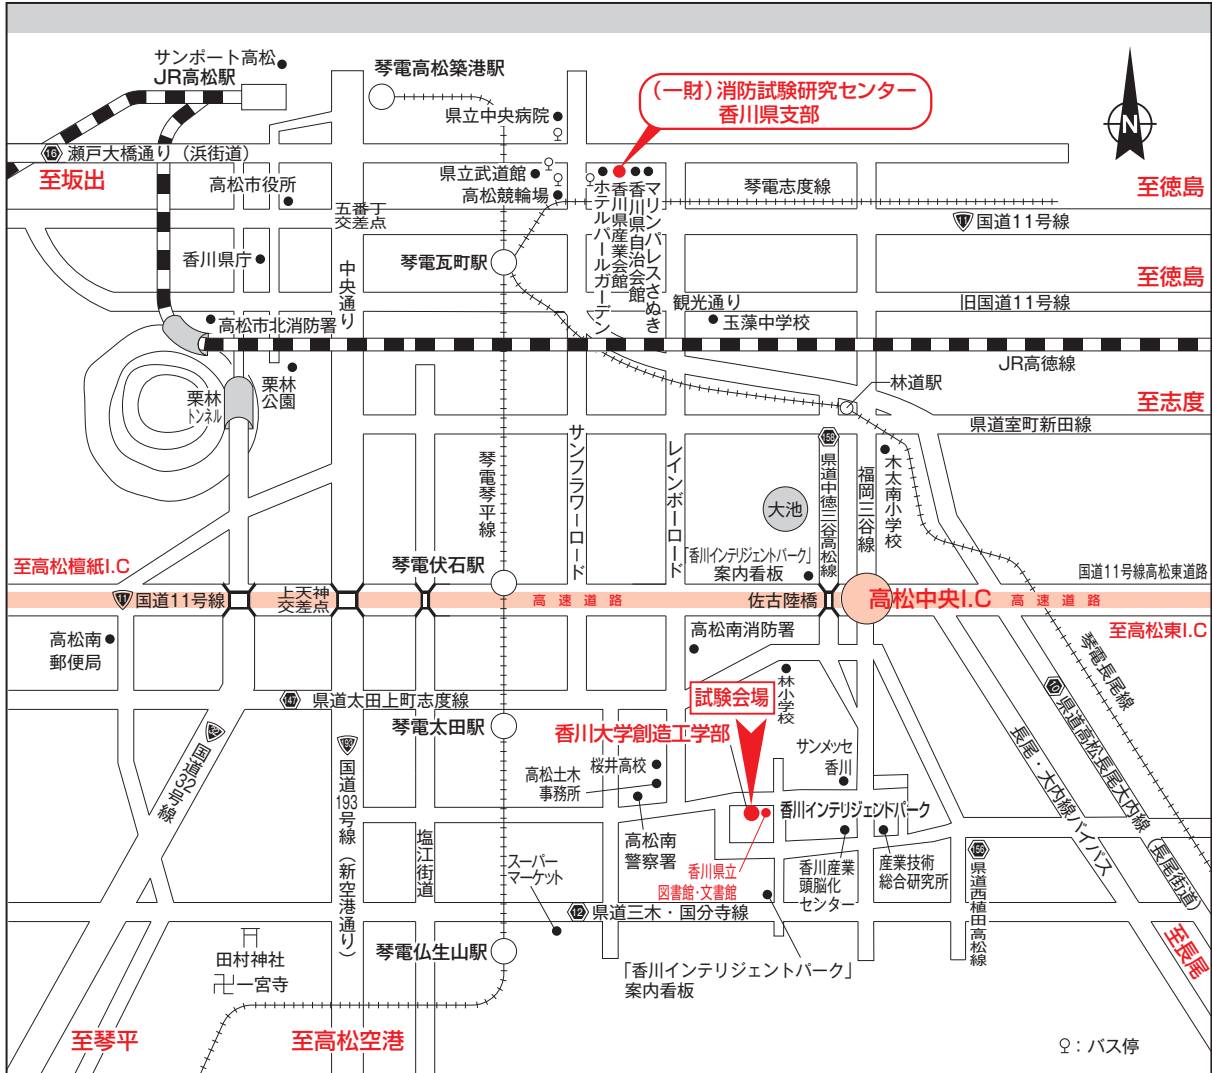 サンポート高松
JR高松駅
琴電高松築港駅
県立中央病院
(一財)消防試験研究センター
香川県支部
N
16
瀬戸大橋通り(浜街道)
至坂出
高松市役所
県立武道館
高松競輪場
ホテルパールガーデン
香川県産業会館
香川県自治会館
マリンパレスさぬき
琴電志度線
至徳島
五番丁
交差点
11
国道11号線
香川県庁
中央通り
琴電瓦町駅
至徳島
観光通り
旧国道11号線
高松市北消防署
玉藻中学校
JR高徳線
栗林
公園
栗林
トンネル
林道駅
至志度
県道室町新田線
琴電琴平線
サンフラワーロード
レインボーロード
158
県道中徳三谷高松線
福岡三谷線
木太南小学校
大池
至高松檀紙I.C
琴電伏石駅
「香川インテリジェントパーク」
案内看板
国道11号線高松東道路
11
国道11号線
上天神
交差点
高速道路
佐古陸橋
高松中央I.C
高速道路
至高松東I.C
高松南
郵便局
高松南消防署
琴電長尾線
林小学校
試験会場
147
県道太田上町志度線
10
県道高松長尾大内線(長尾街道)
32
国道32号線
193
国道193号線(新空港通り)
琴電太田駅
香川大学創造工学部
長尾・大内線バイパス
サンメッセ
香川
桜井高校
高松土木
事務所
香川インテリジェントパーク
塩江街道
高松南
警察署
スーパー
マーケット
香川県立
図書館・文書館
香川産業
頭脳化
センター
産業技術
総合研究所
156
県道西植田高松線
12
県道三木・国分寺線
至長尾
田村神社
一宮寺
琴電仏生山駅
「香川インテリジェントパーク」
案内看板
至琴平
至高松空港
：バス停